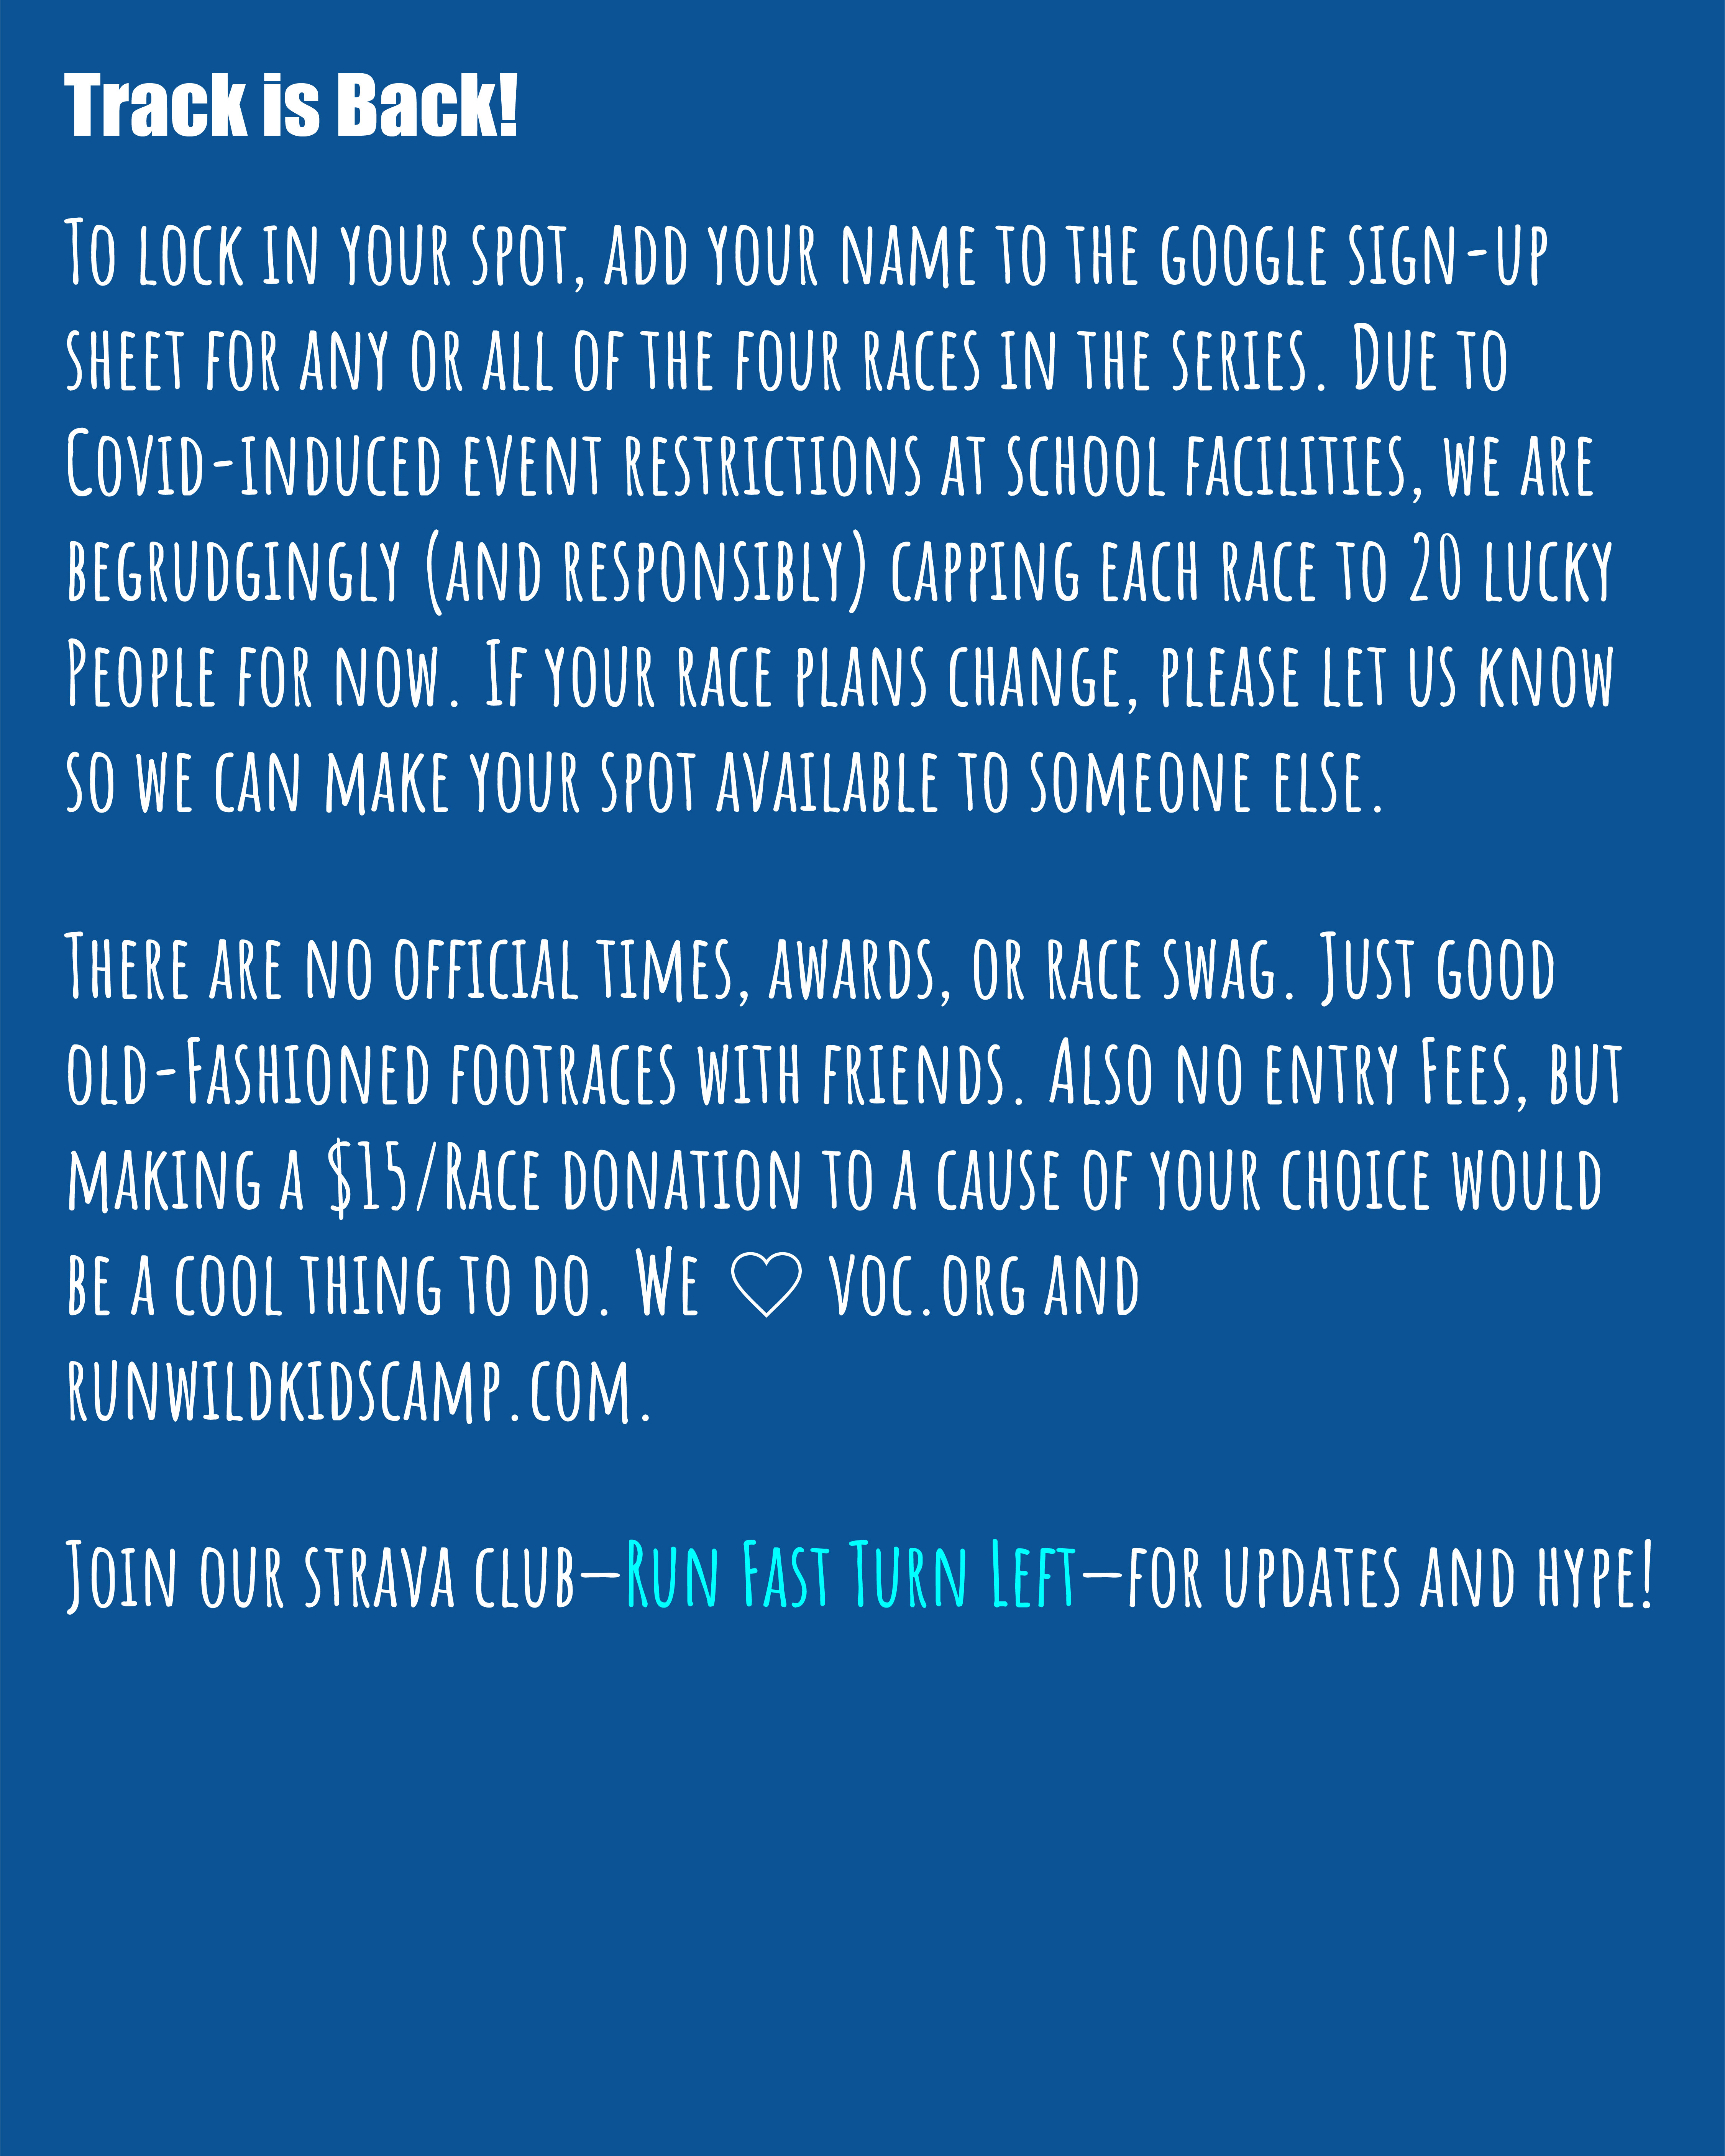 Track is Back!
To lock in your spot, add your name to the google sign-up
sheet for any or all of the four races in the series. Due to
Covid-induced event restrictions at school facilities, we are
begrudgingly (and responsibly) capping each race to 20 lucky
People for now. If your race plans change, please let us know
so we can make your spot available to someone else.
There are no official times, awards, or race swag. Just good
old-Fashioned footraces with friends. Also no entry Fees, but
making a $15/Race donation to a cause of your choice would
be a cool thing to do. We ♡ voc.org and
runwildkidscamp.com.
Join our strava club—Run Fast Turn Left—for updates and hype!